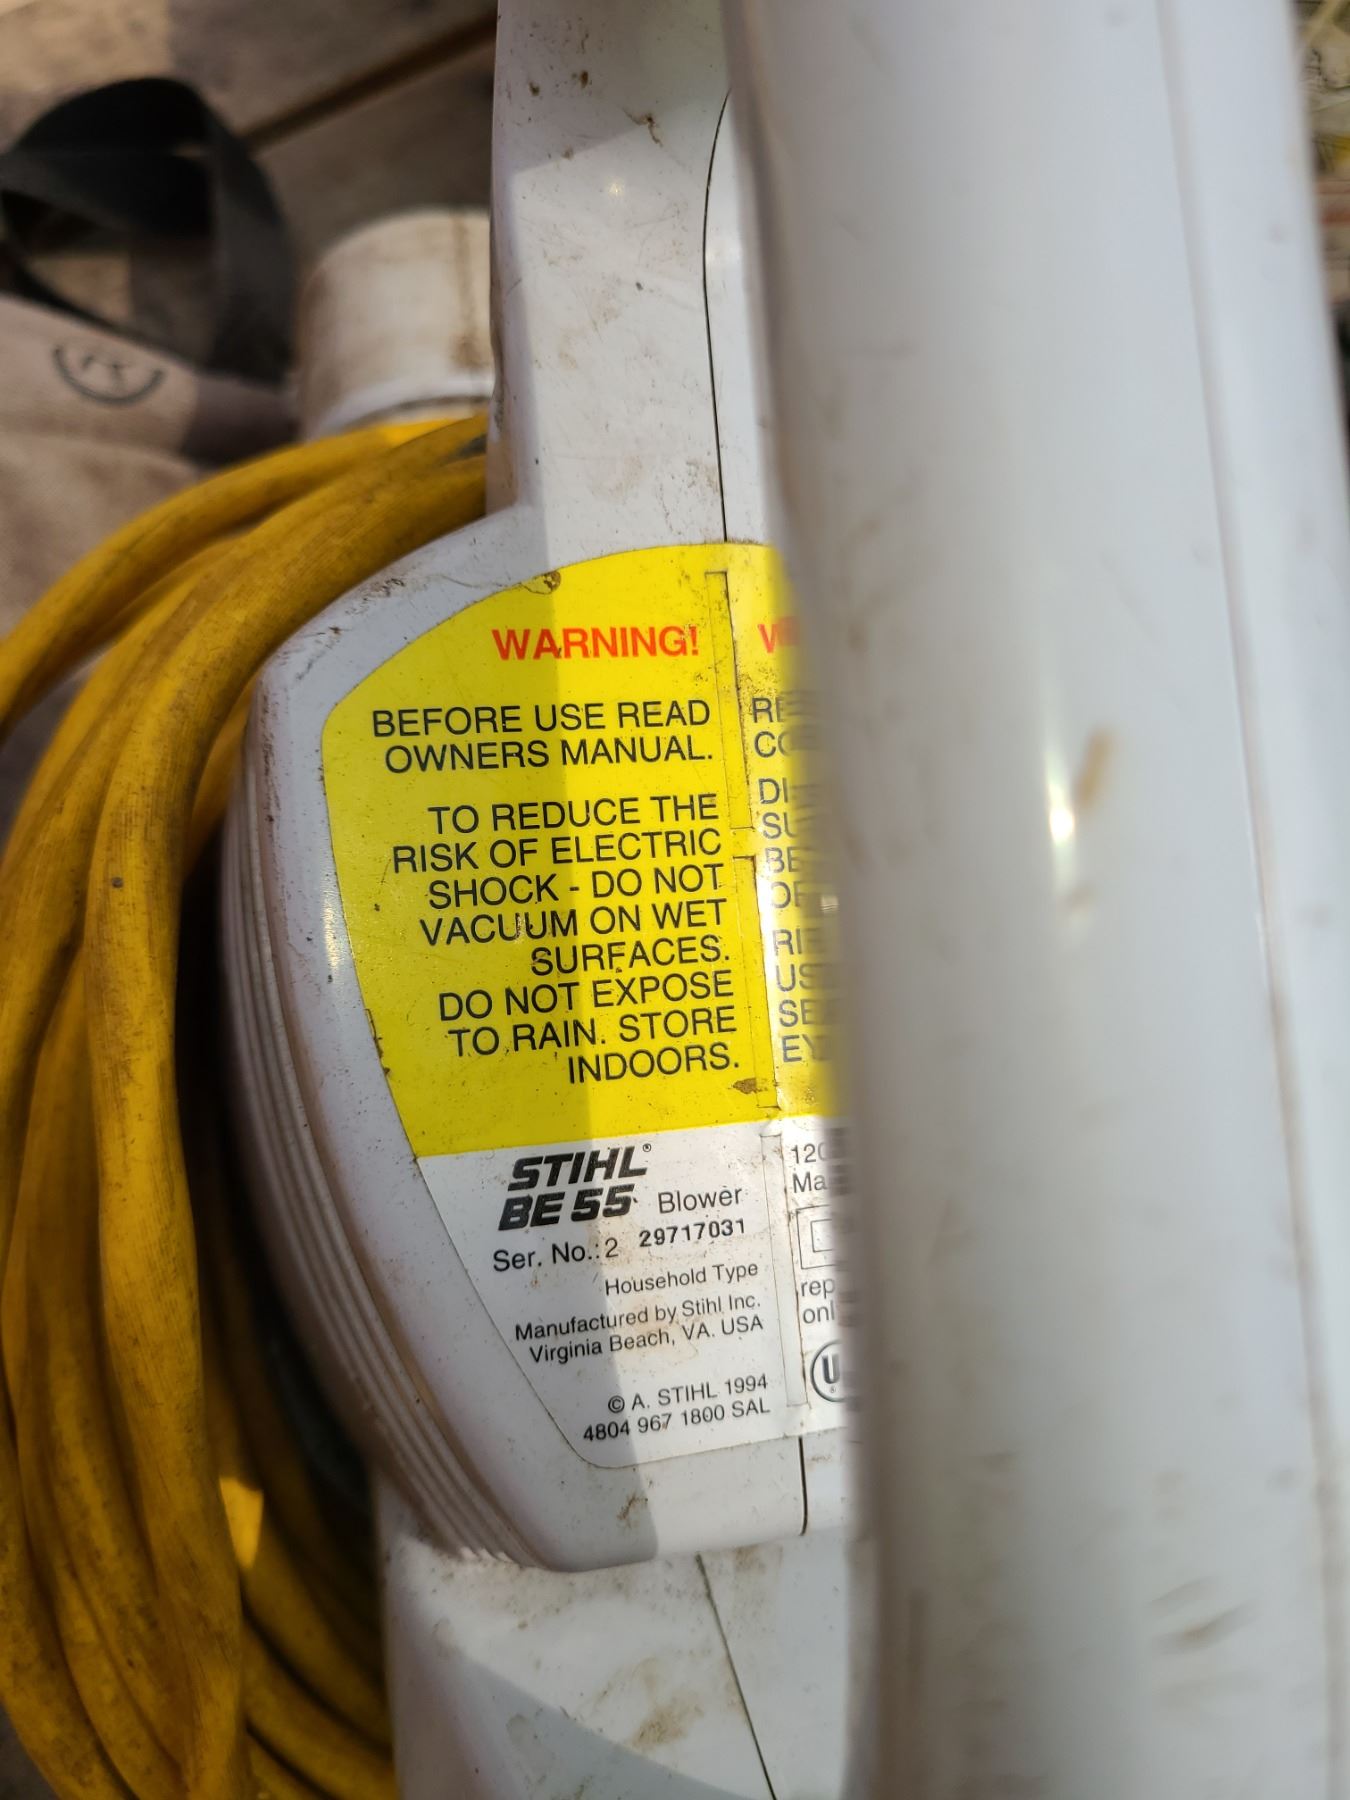 WARNING!
BEFORE USE READ
OWNERS MANUAL.
TO REDUCE THE
RISK OF ELECTRIC
SHOCK - DO NOT
VACUUM ON WET
SURFACES.
DO NOT EXPOSE
TO RAIN. STORE
INDOORS.
STIHL®
BE 55 Blower
Ser. No.: 2 29717031
Household Type
Manufactured by Stihl Inc.
Virginia Beach, VA. USA
© A. STIHL 1994
4804 967 1800 SAL